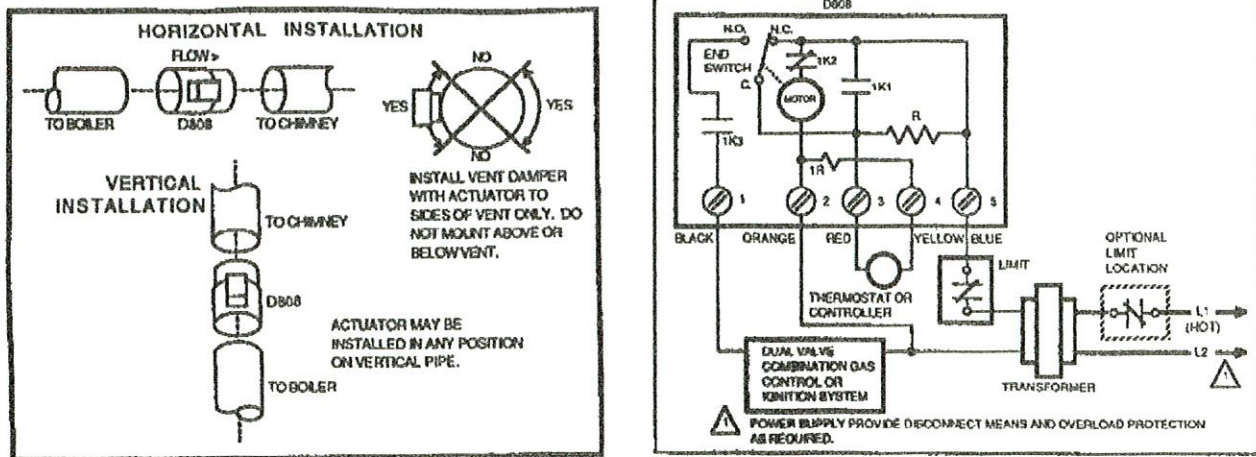 HORIZONTAL INSTALLATION
FLOW >
TO BOILER
D808
TO CHIMNEY
NO
YES
YES
NO
INSTALL VENT DAMPER
WITH ACTUATOR TO
SIDES OF VENT ONLY. DO
NOT MOUNT ABOVE OR
BELOW VENT.
VERTICAL
INSTALLATION
TO CHIMNEY
D808
ACTUATOR MAY BE
INSTALLED IN ANY POSITION
ON VERTICAL PIPE.
TO BOILER
D808
N.O.
N.C.
END
SWITCH
C.
1K2
MOTOR
1K1
R
1K3
1R
1
2
3
4
5
BLACK
ORANGE
RED
YELLOW
BLUE
LIMIT
OPTIONAL
LIMIT
LOCATION
THERMOSTAT OR
CONTROLLER
L1
(HOT)
L2
1
TRANSFORMER
DUAL VALVE
COMBINATION GAS
CONTROL OR
IGNITION SYSTEM
1 POWER SUPPLY PROVIDE DISCONNECT MEANS AND OVERLOAD PROTECTION
AS REQUIRED.